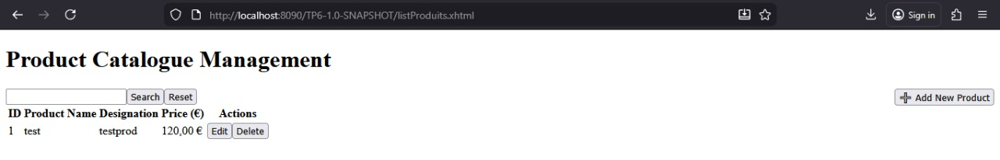 http://localhost:8090/TP6-1.0-SNAPSHOT/listProduits.xhtml Sign in
Product Catalogue Management
Search Reset ➕ Add New Product
ID Product Name Designation Price (€) Actions
1 test testprod 120,00 € Edit Delete